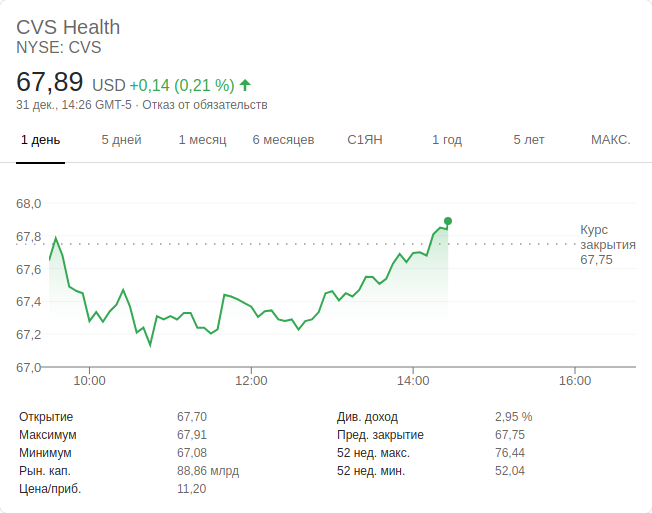 CVS Health
NYSE: CVS
67,89 USD +0,14 (0,21 %)
31 дек., 14:26 GMT-5 · Отказ от обязательств
1 день 5 дней 1 месяц 6 месяцев С1ЯН 1 год 5 лет МАКС.
68,0
67,8
67,6
67,4
67,2
67,0
Курс
закрытия
67,75
10:00 12:00 14:00 16:00
Открытие 67,70 Див. доход 2,95 %
Максимум 67,91 Пред. закрытие 67,75
Минимум 67,08 52 нед. макс. 76,44
Рын. кап. 88,86 млрд 52 нед. мин. 52,04
Цена/приб. 11,20